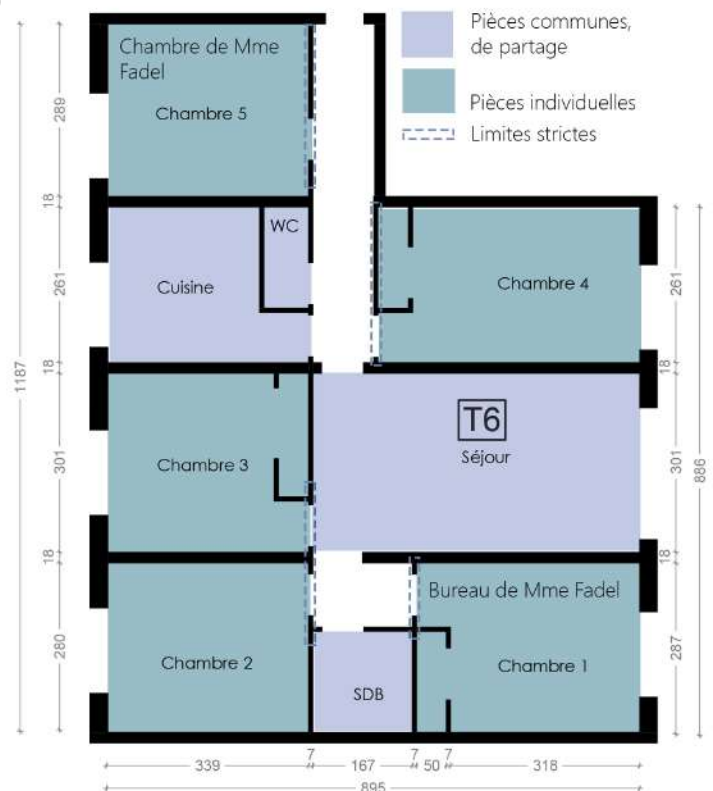 Chambre de Mme
Fadel
Chambre 5
Pièces communes,
de partage
Pièces individuelles
Limites strictes
WC
Cuisine
Chambre 4
T6
Séjour
Chambre 3
Bureau de Mme Fadel
Chambre 2
Chambre 1
SDB
1187
289
18
261
18
301
18
280
261
18
301
18
287
886
339
7
167
7
50
7
318
895